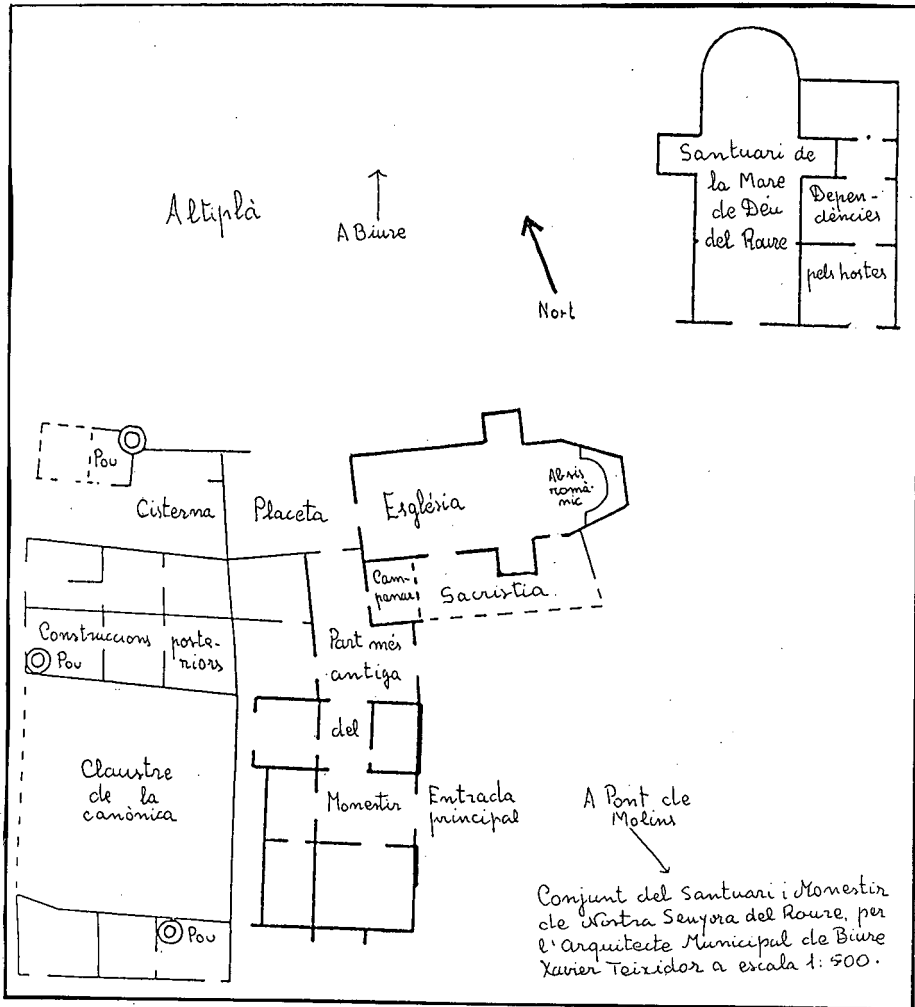 Santuari de
la Mare
de Déu
del Roure
Depen-
dències
pels hostes
Altiplà
A Biure
Nort
Pou
Cisterna
Placeta
Església
Absis
romà-
nic
Cam-
panar
Sacristia
Construccions poste-
riors
Pou
Part més
antiga
del
Monestir
Claustre
de la
canònica
Entrada
principal
A Pont de
Molins
Pou
Conjunt del Santuari i Monestir
de Nostra Senyora del Roure, per
l'Arquitecte Municipal de Biure
Xavier Teixidor a escala 1:500.